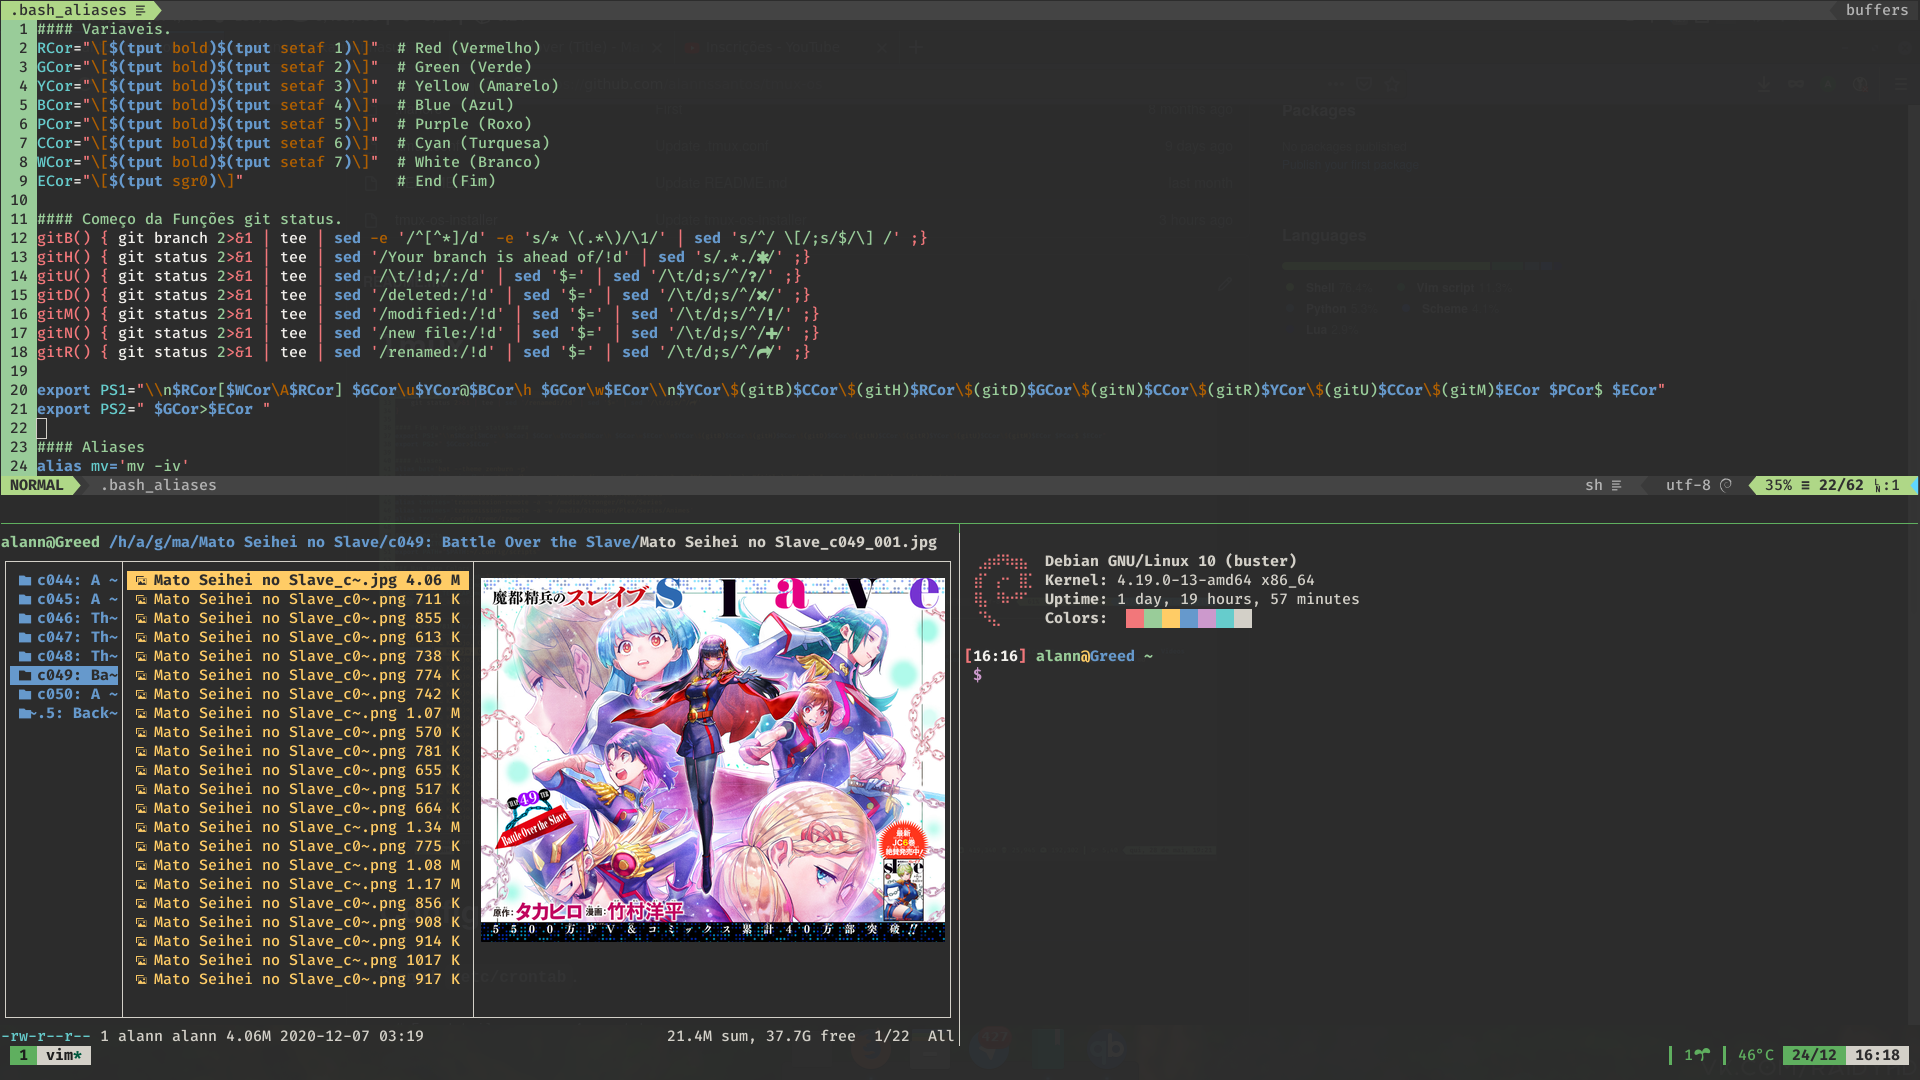 .bash_aliases
buffers
1 #### Variaveis.
2 RCor="\[$(tput bold)$(tput setaf 1)\]"  # Red (Vermelho)
3 GCor="\[$(tput bold)$(tput setaf 2)\]"  # Green (Verde)
4 YCor="\[$(tput bold)$(tput setaf 3)\]"  # Yellow (Amarelo)
5 BCor="\[$(tput bold)$(tput setaf 4)\]"  # Blue (Azul)
6 PCor="\[$(tput bold)$(tput setaf 5)\]"  # Purple (Roxo)
7 CCor="\[$(tput bold)$(tput setaf 6)\]"  # Cyan (Turquesa)
8 WCor="\[$(tput bold)$(tput setaf 7)\]"  # White (Branco)
9 ECor="\[$(tput sgr0)\]"                 # End (Fim)
10
11 #### Começo da Funções git status.
12 gitB() { git branch 2>&1 | tee | sed -e '/^[^*]/d' -e 's/* \(.*\)/\1/' | sed 's/^/ \[/;s/$/\] /' ;}
13 gitH() { git status 2>&1 | tee | sed '/Your branch is ahead of/!d' | sed 's/.*./✱/' ;}
14 gitU() { git status 2>&1 | tee | sed '/\t/!d;/:/d' | sed '$=' | sed '/\t/d;s/^/?/' ;}
15 gitD() { git status 2>&1 | tee | sed '/deleted:/!d' | sed '$=' | sed '/\t/d;s/^/✖/' ;}
16 gitM() { git status 2>&1 | tee | sed '/modified:/!d' | sed '$=' | sed '/\t/d;s/^/!/' ;}
17 gitN() { git status 2>&1 | tee | sed '/new file:/!d' | sed '$=' | sed '/\t/d;s/^/✚/' ;}
18 gitR() { git status 2>&1 | tee | sed '/renamed:/!d' | sed '$=' | sed '/\t/d;s/^/➦/' ;}
19
20 export PS1="\\n$RCor[$WCor\A$RCor] $GCor\u$YCor@$BCor\h $GCor\w$ECor\\n$YCor\$(gitB)$CCor\$(gitH)$RCor\$(gitD)$GCor\$(gitN)$CCor\$(gitR)$YCor\$(gitU)$CCor\$(gitM)$ECor $PCor$ $ECor"
21 export PS2=" $GCor>$ECor "
22
23 #### Aliases
24 alias mv='mv -iv'
NORMAL .bash_aliases
sh utf-8 35% ≡ 22/62 :1
alann@Greed /h/a/g/ma/Mato Seihei no Slave/c049: Battle Over the Slave/Mato Seihei no Slave_c049_001.jpg
c044: A ~
c045: A ~
c046: Th~
c047: Th~
c048: Th~
c049: Ba~
c050: A ~
~.5: Back~
Mato Seihei no Slave_c~.jpg 4.06 M
Mato Seihei no Slave_c0~.png 711 K
Mato Seihei no Slave_c0~.png 855 K
Mato Seihei no Slave_c0~.png 613 K
Mato Seihei no Slave_c0~.png 738 K
Mato Seihei no Slave_c0~.png 774 K
Mato Seihei no Slave_c0~.png 742 K
Mato Seihei no Slave_c~.png 1.07 M
Mato Seihei no Slave_c0~.png 570 K
Mato Seihei no Slave_c0~.png 781 K
Mato Seihei no Slave_c0~.png 655 K
Mato Seihei no Slave_c0~.png 517 K
Mato Seihei no Slave_c0~.png 664 K
Mato Seihei no Slave_c~.png 1.34 M
Mato Seihei no Slave_c0~.png 775 K
Mato Seihei no Slave_c~.png 1.08 M
Mato Seihei no Slave_c~.png 1.17 M
Mato Seihei no Slave_c0~.png 856 K
Mato Seihei no Slave_c0~.png 908 K
Mato Seihei no Slave_c0~.png 914 K
Mato Seihei no Slave_c~.png 1017 K
Mato Seihei no Slave_c0~.png 917 K
魔都精兵のスレイブ
slave
49
Battle Over the Slave
最新
JC6巻
絶賛発売中!
原作:タカヒロ 漫画:竹村洋平
5500万PV&コミックス累計40万部突破!!
Debian GNU/Linux 10 (buster)
Kernel: 4.19.0-13-amd64 x86_64
Uptime: 1 day, 19 hours, 57 minutes
Colors:
[16:16] alann@Greed ~
$
-rw-r--r-- 1 alann alann 4.06M 2020-12-07 03:19
21.4M sum, 37.7G free  1/22  All
1 vim*
1 46°C 24/12 16:18
Packages
Languages